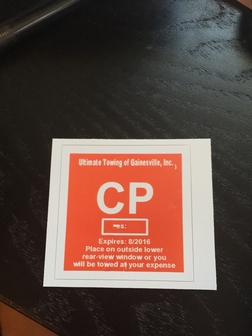 Ultimate Towing of Gainesville, Inc.
CP
Expires: 8/2016
Place on outside lower
rear-view window or you
will be towed at your expense